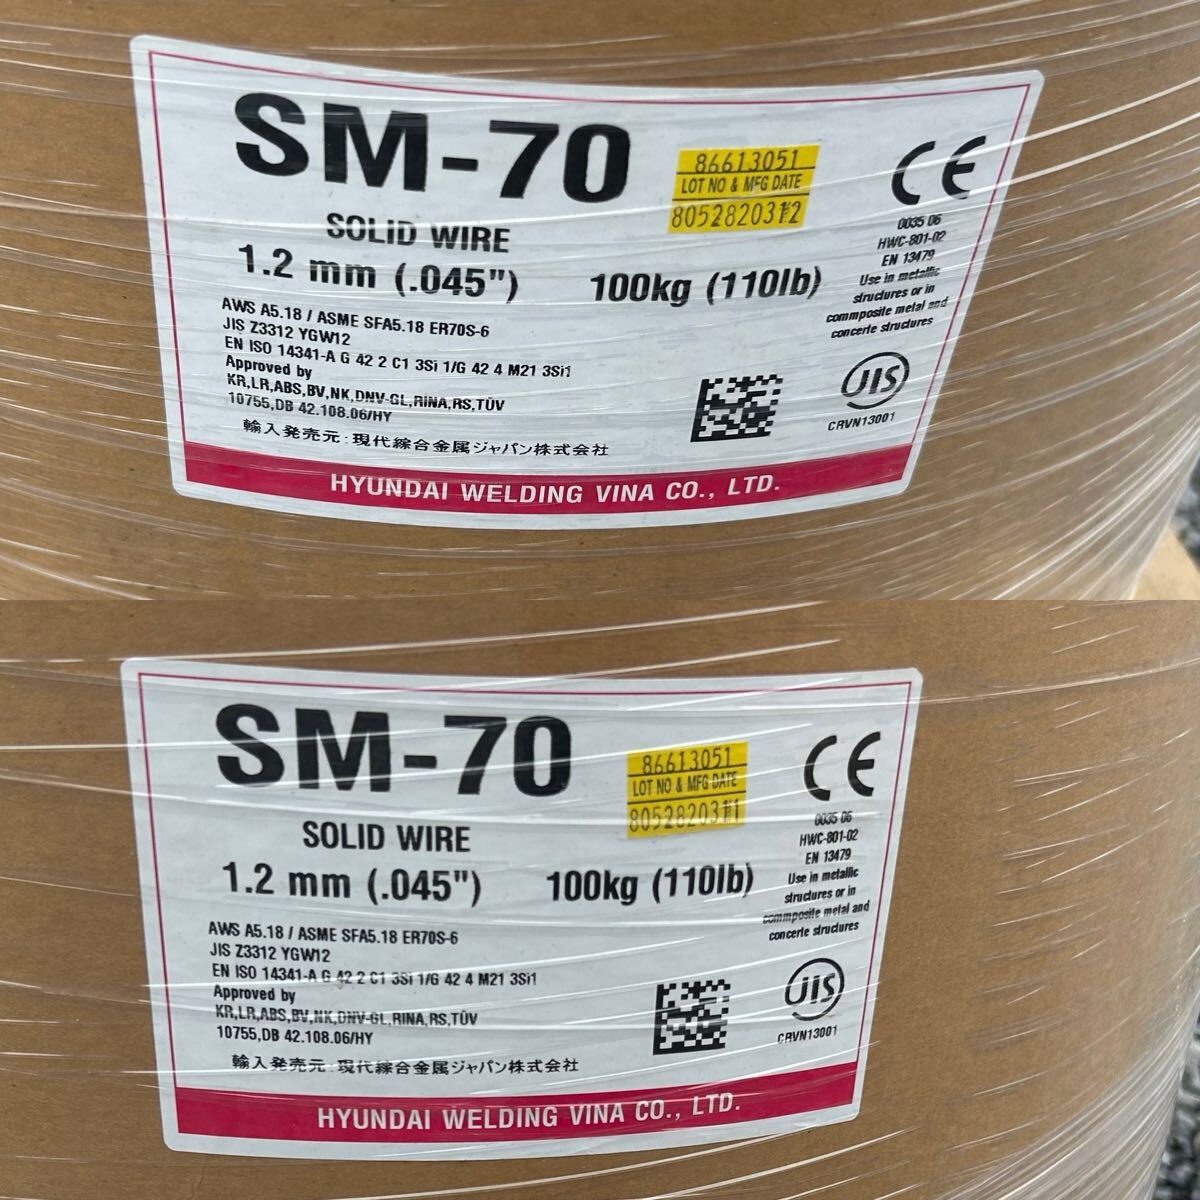 SM-70
86613051
LOT NO & MFG DATE
CE
SOLID WIRE
1.2 mm (.045") 100kg (110lb)
0035 06
HWC-801-02
EN 13479
Use in metallic
structures or in
commposite metal and
concerte structures
AWS A5.18 / ASME SFA5.18 ER70S-6
JIS Z3312 YGW12
EN ISO 14341-A G 42 2 C1 3Si 1/G 42 4 M21 3Si1
Approved by
KR,LR,ABS,BV,NK,DNV-GL,RINA,RS,TÜV
10755,DB 42.108.06/HY
JIS
CRVN13001
輸入発売元:現代綜合金属ジャパン株式会社
HYUNDAI WELDING VINA CO., LTD.
SM-70
86613051
LOT NO & MFG DATE
CE
SOLID WIRE
1.2 mm (.045") 100kg (110lb)
0035 06
HWC-801-02
EN 13479
Use in metallic
structures or in
commposite metal and
concerte structures
AWS A5.18 / ASME SFA5.18 ER70S-6
JIS Z3312 YGW12
EN ISO 14341-A G 42 2 C1 3Si 1/G 42 4 M21 3Si1
Approved by
KR,LR,ABS,BV,NK,DNV-GL,RINA,RS,TÜV
10755,DB 42.108.06/HY
JIS
CRVN13001
輸入発売元:現代綜合金属ジャパン株式会社
HYUNDAI WELDING VINA CO., LTD.